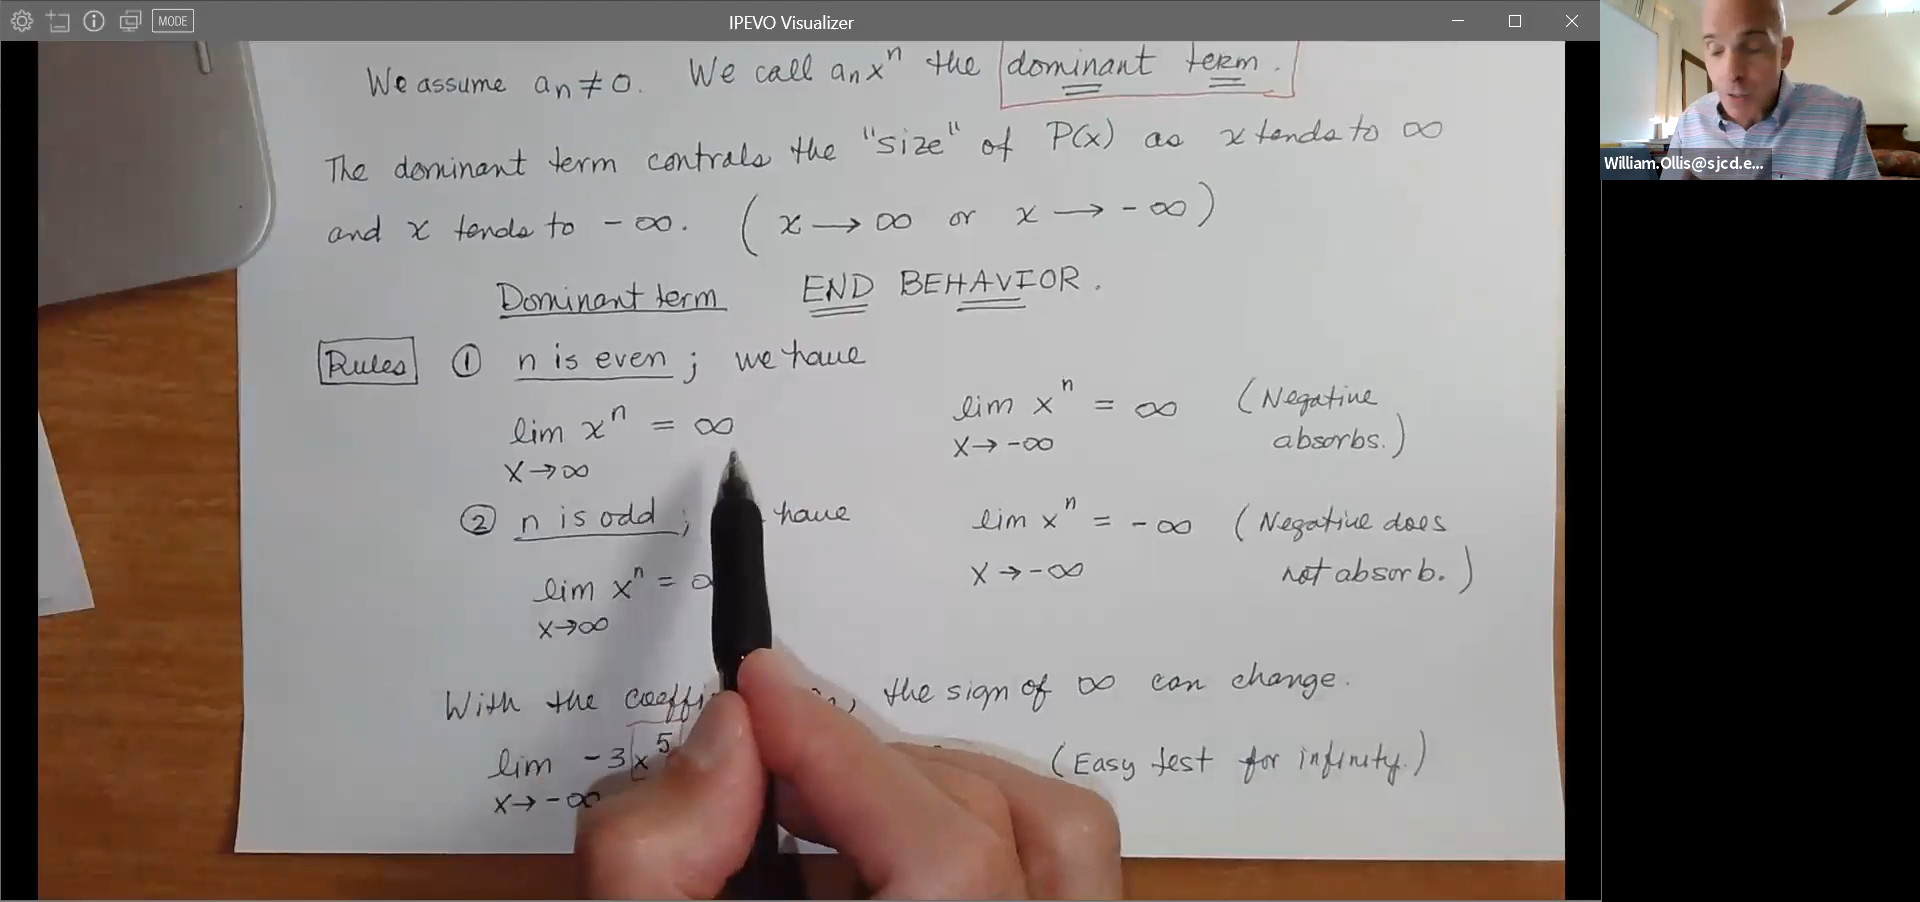 MODE
IPEVO Visualizer
William.Ollis@sjcd.e...
We assume aₙ ≠ 0. We call aₙxⁿ the dominant term.
The dominant term controls the "size" of P(x) as x tends to ∞
and x tends to -∞. (x → ∞ or x → -∞)
Dominant term END BEHAVIOR.
Rules ① n is even; we have
lim xⁿ = ∞
x→∞
lim xⁿ = ∞ (Negative
x→-∞ absorbs.)
② n is odd; have
lim xⁿ =
x→∞
lim xⁿ = -∞ (Negative does
x→-∞ not absorb.)
With the the sign of ∞ can change.
lim -3x⁵ (Easy test for infinity.)
x→-∞